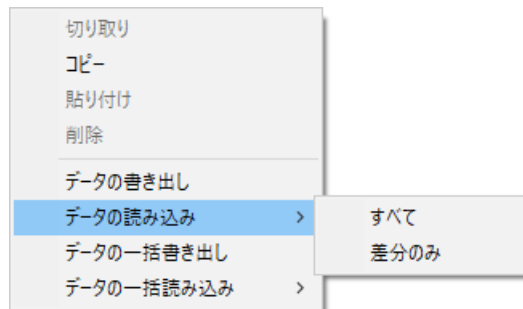 切り取り
コピー
貼り付け
削除
データの書き出し
データの読み込み >
すべて
データの一括書き出し
差分のみ
データの一括読み込み >